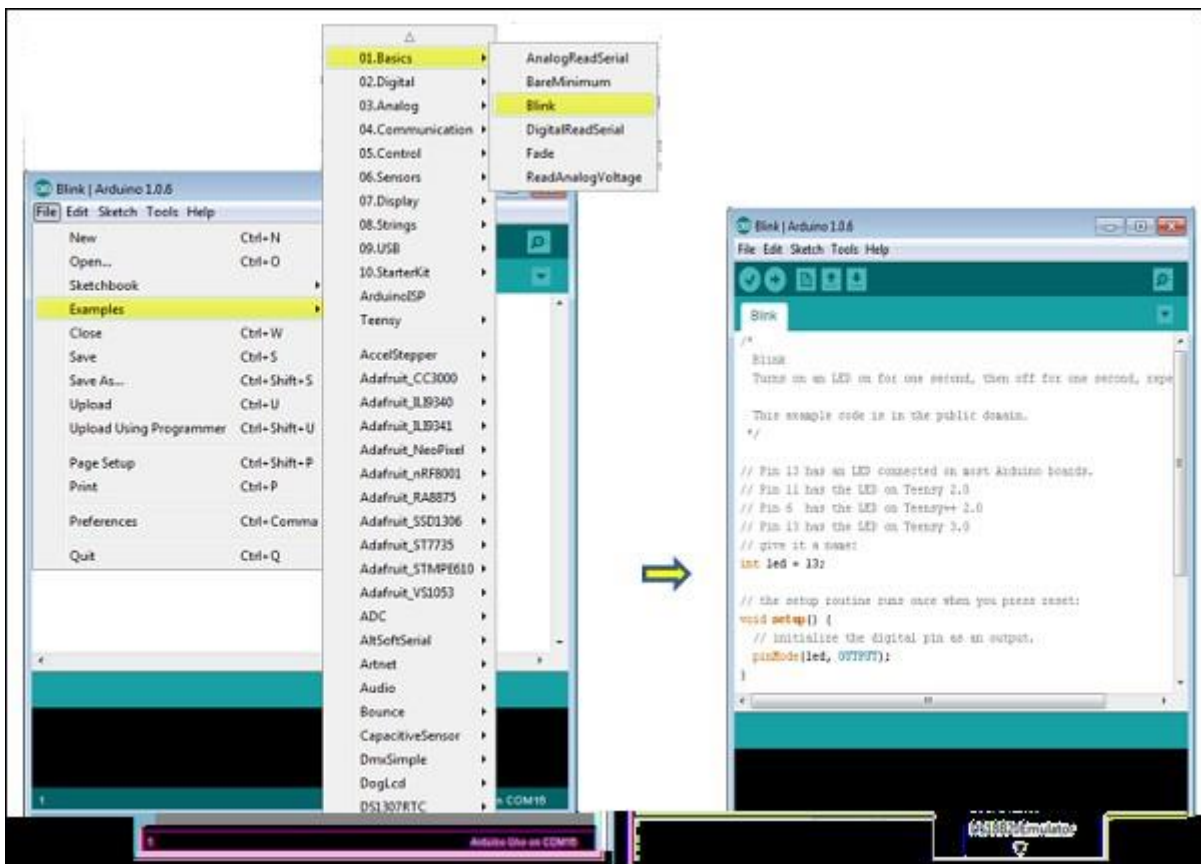 Blink | Arduino 1.0.6
File Edit Sketch Tools Help
New Ctrl+N
Open... Ctrl+O
Sketchbook
Examples
Close Ctrl+W
Save Ctrl+S
Save As... Ctrl+Shift+S
Upload Ctrl+U
Upload Using Programmer Ctrl+Shift+U
Page Setup Ctrl+Shift+P
Print Ctrl+P
Preferences Ctrl+Comma
Quit Ctrl+Q
1
01.Basics
02.Digital
03.Analog
04.Communication
05.Control
06.Sensors
07.Display
08.Strings
09.USB
10.StarterKit
ArduinoISP
Teensy
AccelStepper
Adafruit_CC3000
Adafruit_ILI9340
Adafruit_ILI9341
Adafruit_NeoPixel
Adafruit_nRF8001
Adafruit_RA8875
Adafruit_SSD1306
Adafruit_ST7735
Adafruit_STMPE610
Adafruit_VS1053
ADC
AltSoftSerial
Artnet
Audio
Bounce
CapacitiveSensor
DmxSimple
DogLcd
DS1307RTC
AnalogReadSerial
BareMinimum
Blink
DigitalReadSerial
Fade
ReadAnalogVoltage
on COM16
Blink | Arduino 1.0.6
File Edit Sketch Tools Help
Blink
/*
Blink
Turns on an LED on for one second, then off for one second, repe
This example code is in the public domain.
*/
// Pin 13 has an LED connected on most Arduino boards.
// Pin 11 has the LED on Teensy 2.0
// Pin 6 has the LED on Teensy++ 2.0
// Pin 13 has the LED on Teensy 3.0
// give it a name:
int led = 13;
// the setup routine runs once when you press reset:
void setup() {
// initialize the digital pin as an output.
pinMode(led, OUTPUT);
}
1 Arduino Uno on COM16